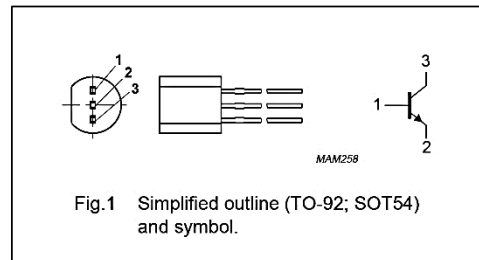 1
2
3
3
1
2
MAM258
Fig.1 Simplified outline (TO-92; SOT54)
and symbol.